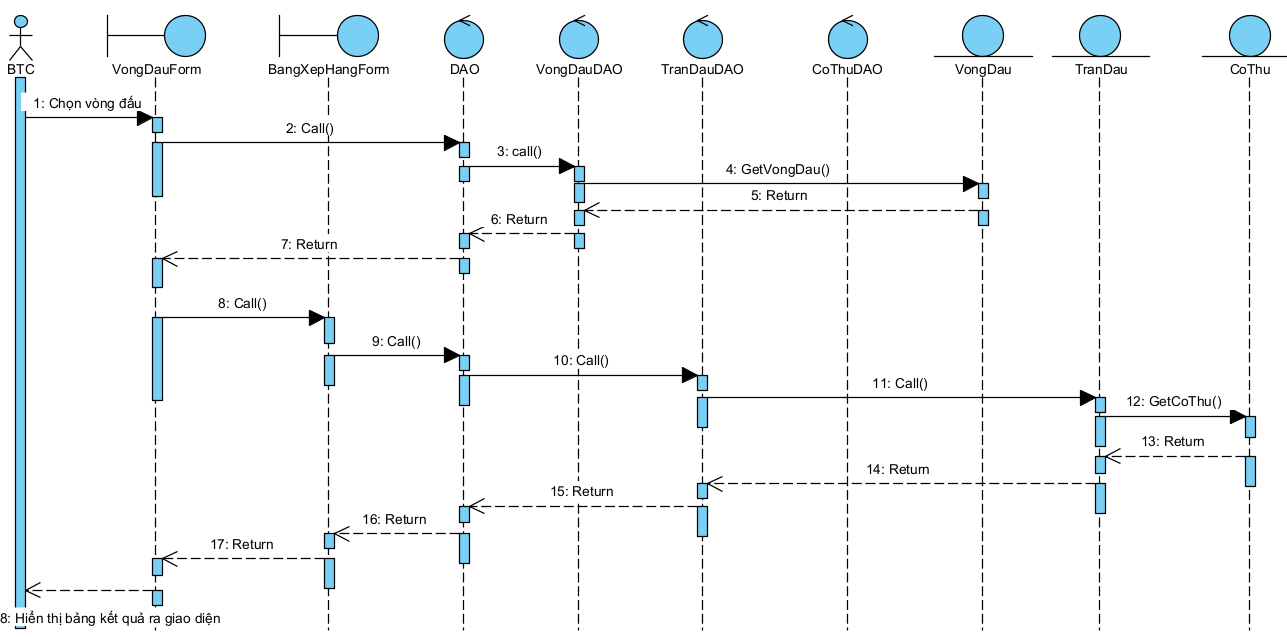 BTC
VongDauForm
BangXepHangForm
DAO
VongDauDAO
TranDauDAO
CoThuDAO
VongDau
TranDau
CoThu
1: Chọn vòng đấu
2: Call()
3: call()
4: GetVongDau()
5: Return
6: Return
7: Return
8: Call()
9: Call()
10: Call()
11: Call()
12: GetCoThu()
13: Return
14: Return
15: Return
16: Return
17: Return
8: Hiển thị bảng kết quả ra giao diện